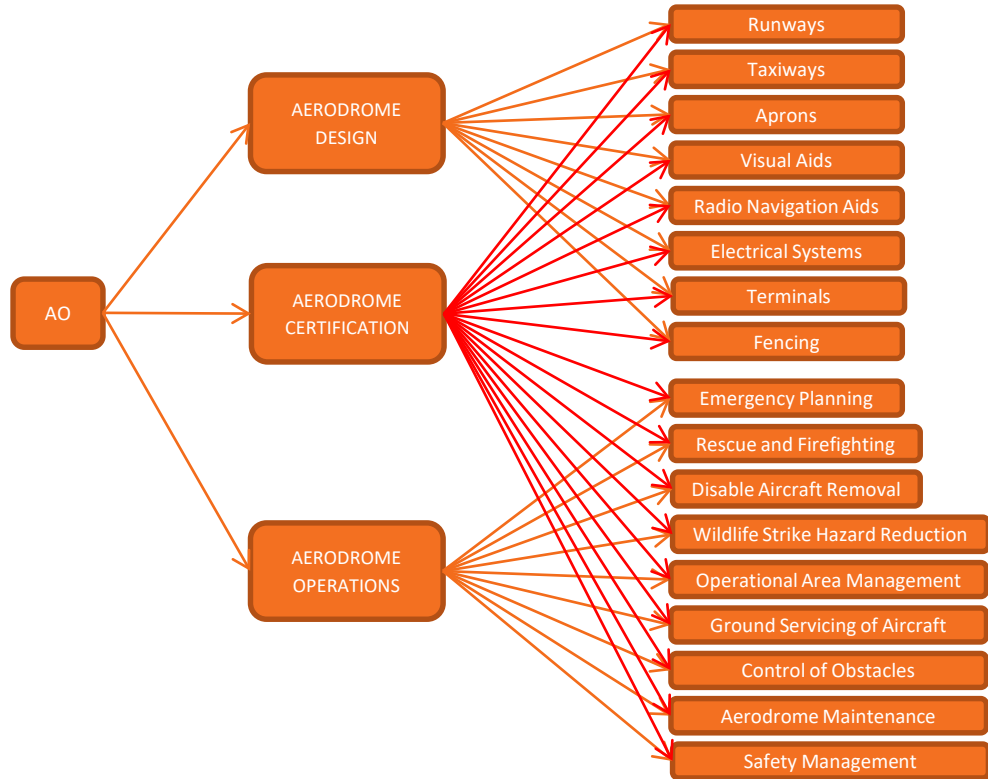 AO
AERODROME
DESIGN
AERODROME
CERTIFICATION
AERODROME
OPERATIONS
Runways
Taxiways
Aprons
Visual Aids
Radio Navigation Aids
Electrical Systems
Terminals
Fencing
Emergency Planning
Rescue and Firefighting
Disable Aircraft Removal
Wildlife Strike Hazard Reduction
Operational Area Management
Ground Servicing of Aircraft
Control of Obstacles
Aerodrome Maintenance
Safety Management